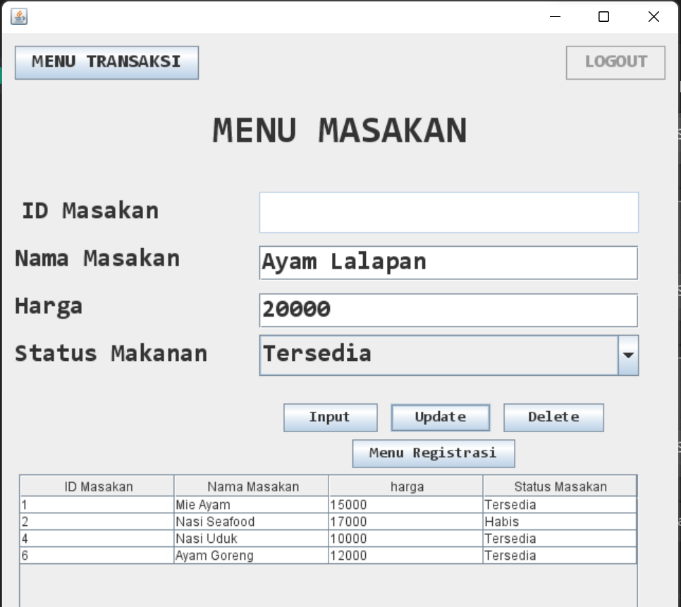 MENU TRANSAKSI LOGOUT
MENU MASAKAN
ID Masakan
Nama Masakan Ayam Lalapan
Harga 20000
Status Makanan Tersedia
Input Update Delete
Menu Registrasi
ID Masakan Nama Masakan harga Status Masakan
1 Mie Ayam 15000 Tersedia
2 Nasi Seafood 17000 Habis
4 Nasi Uduk 10000 Tersedia
6 Ayam Goreng 12000 Tersedia